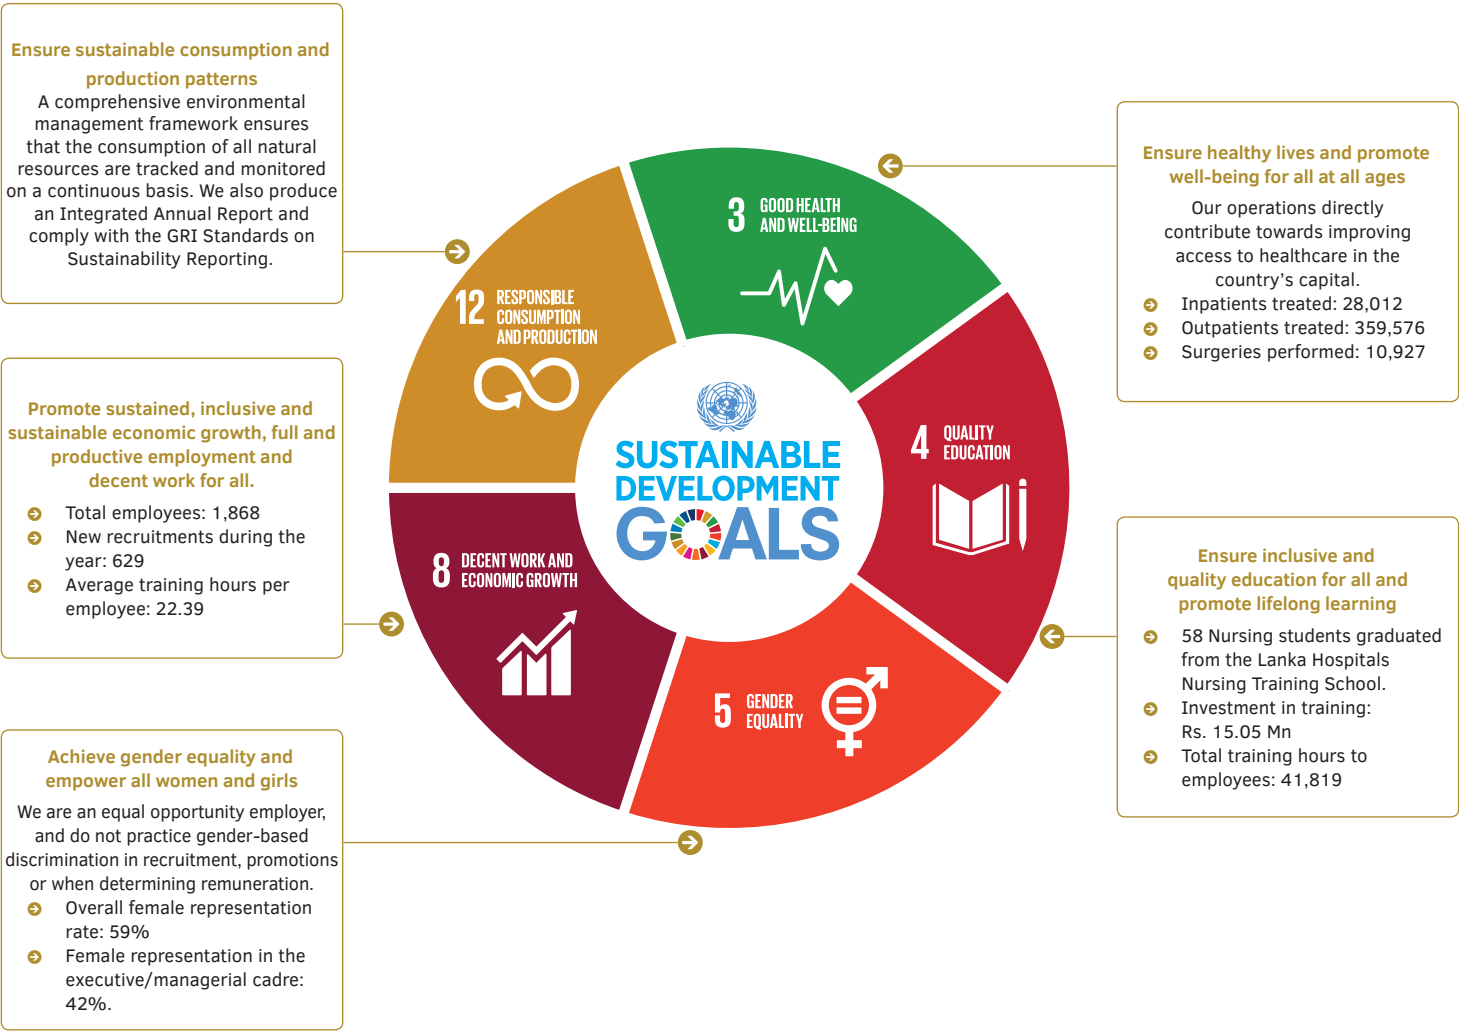 Ensure sustainable consumption and
production patterns
A comprehensive environmental
management framework ensures
that the consumption of all natural
resources are tracked and monitored
on a continuous basis. We also produce
an Integrated Annual Report and
comply with the GRI Standards on
Sustainability Reporting.
Promote sustained, inclusive and
sustainable economic growth, full and
productive employment and
decent work for all.
Total employees: 1,868
New recruitments during the
year: 629
Average training hours per
employee: 22.39
Achieve gender equality and
empower all women and girls
We are an equal opportunity employer,
and do not practice gender-based
discrimination in recruitment, promotions
or when determining remuneration.
Overall female representation
rate: 59%
Female representation in the
executive/managerial cadre:
42%.
3 GOOD HEALTH
AND WELL-BEING
12 RESPONSIBLE
CONSUMPTION
AND PRODUCTION
4 QUALITY
EDUCATION
SUSTAINABLE
DEVELOPMENT
GOALS
8 DECENT WORK AND
ECONOMIC GROWTH
5 GENDER
EQUALITY
Ensure healthy lives and promote
well-being for all at all ages
Our operations directly
contribute towards improving
access to healthcare in the
country's capital.
Inpatients treated: 28,012
Outpatients treated: 359,576
Surgeries performed: 10,927
Ensure inclusive and
quality education for all and
promote lifelong learning
58 Nursing students graduated
from the Lanka Hospitals
Nursing Training School.
Investment in training:
Rs. 15.05 Mn
Total training hours to
employees: 41,819